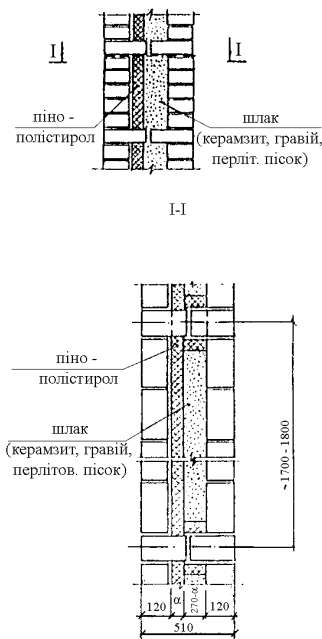 I I
піно -
полістирол
шлак
(керамзит, гравій,
перліт. пісок)
I-I
піно -
полістирол
шлак
(керамзит, гравій,
перлітов. пісок)
~1700 - 1800
120 α 270-α 120
510